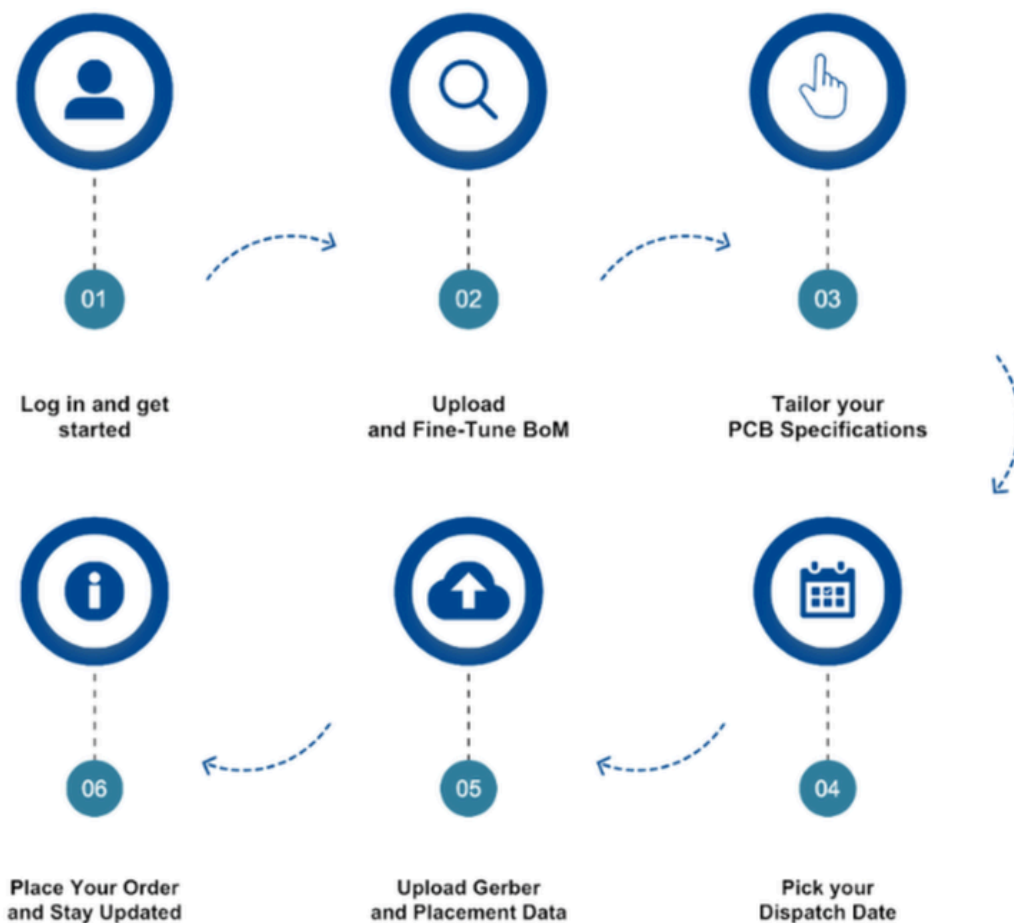 01
Log in and get
started
02
Upload
and Fine-Tune BoM
03
Tailor your
PCB Specifications
04
Pick your
Dispatch Date
05
Upload Gerber
and Placement Data
06
Place Your Order
and Stay Updated